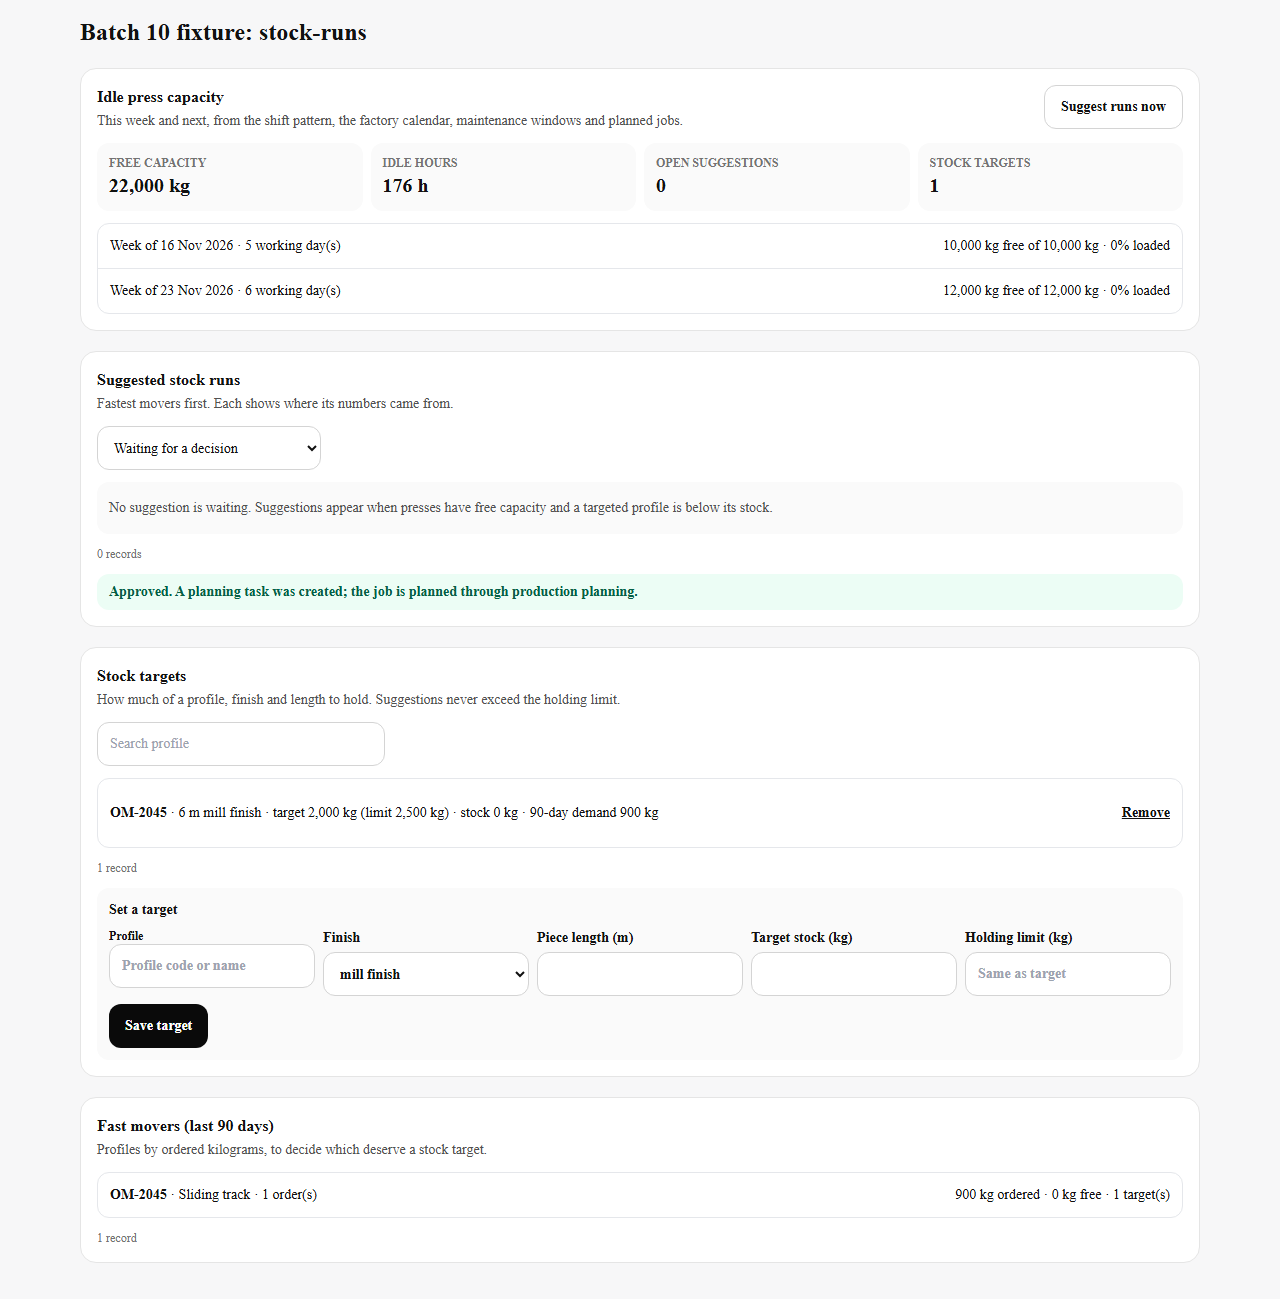 Batch 10 fixture: stock-runs
Idle press capacity
This week and next, from the shift pattern, the factory calendar, maintenance windows and planned jobs.
Suggest runs now
FREE CAPACITY
22,000 kg
IDLE HOURS
176 h
OPEN SUGGESTIONS
0
STOCK TARGETS
1
Week of 16 Nov 2026 · 5 working day(s)
10,000 kg free of 10,000 kg · 0% loaded
Week of 23 Nov 2026 · 6 working day(s)
12,000 kg free of 12,000 kg · 0% loaded
Suggested stock runs
Fastest movers first. Each shows where its numbers came from.
Waiting for a decision
No suggestion is waiting. Suggestions appear when presses have free capacity and a targeted profile is below its stock.
0 records
Approved. A planning task was created; the job is planned through production planning.
Stock targets
How much of a profile, finish and length to hold. Suggestions never exceed the holding limit.
Search profile
OM-2045 · 6 m mill finish · target 2,000 kg (limit 2,500 kg) · stock 0 kg · 90-day demand 900 kg
Remove
1 record
Set a target
Profile
Profile code or name
Finish
mill finish
Piece length (m)
Target stock (kg)
Holding limit (kg)
Same as target
Save target
Fast movers (last 90 days)
Profiles by ordered kilograms, to decide which deserve a stock target.
OM-2045 · Sliding track · 1 order(s)
900 kg ordered · 0 kg free · 1 target(s)
1 record